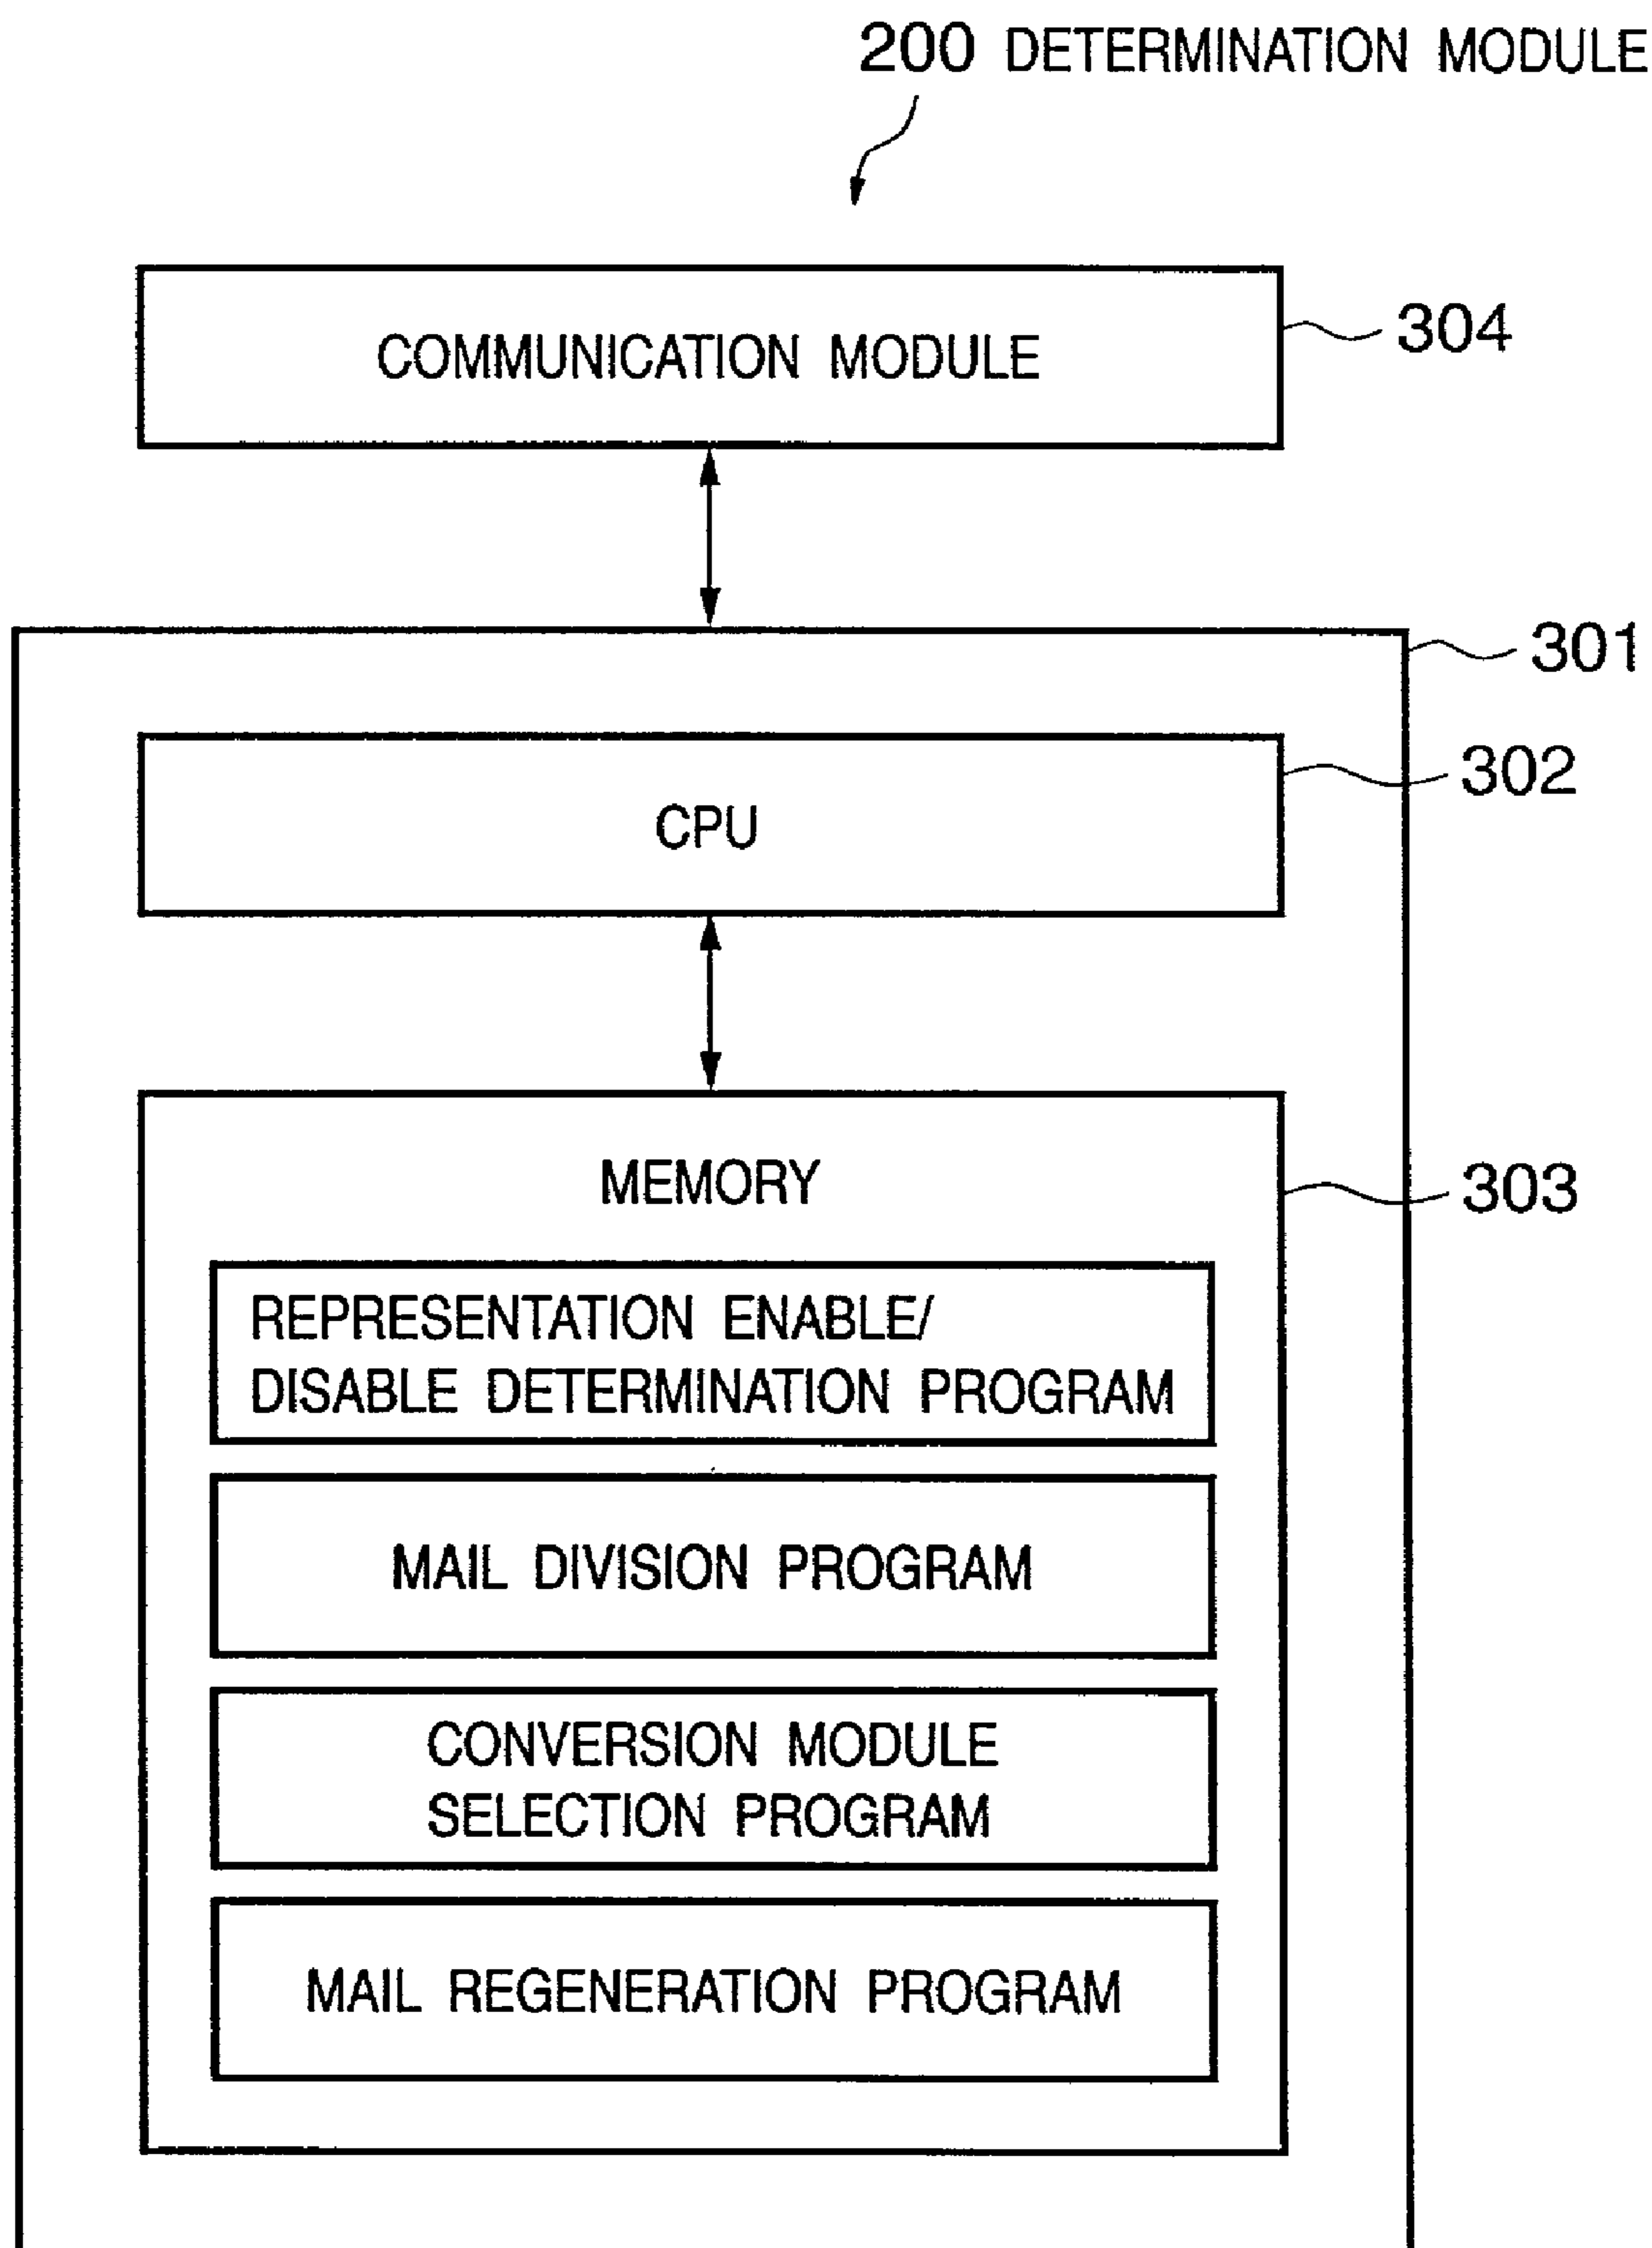 200 DETERMINATION MODULE
COMMUNICATION MODULE
304
301
302
CPU
MEMORY
303
REPRESENTATION ENABLE/
DISABLE DETERMINATION PROGRAM
MAIL DIVISION PROGRAM
CONVERSION MODULE
SELECTION PROGRAM
MAIL REGENERATION PROGRAM